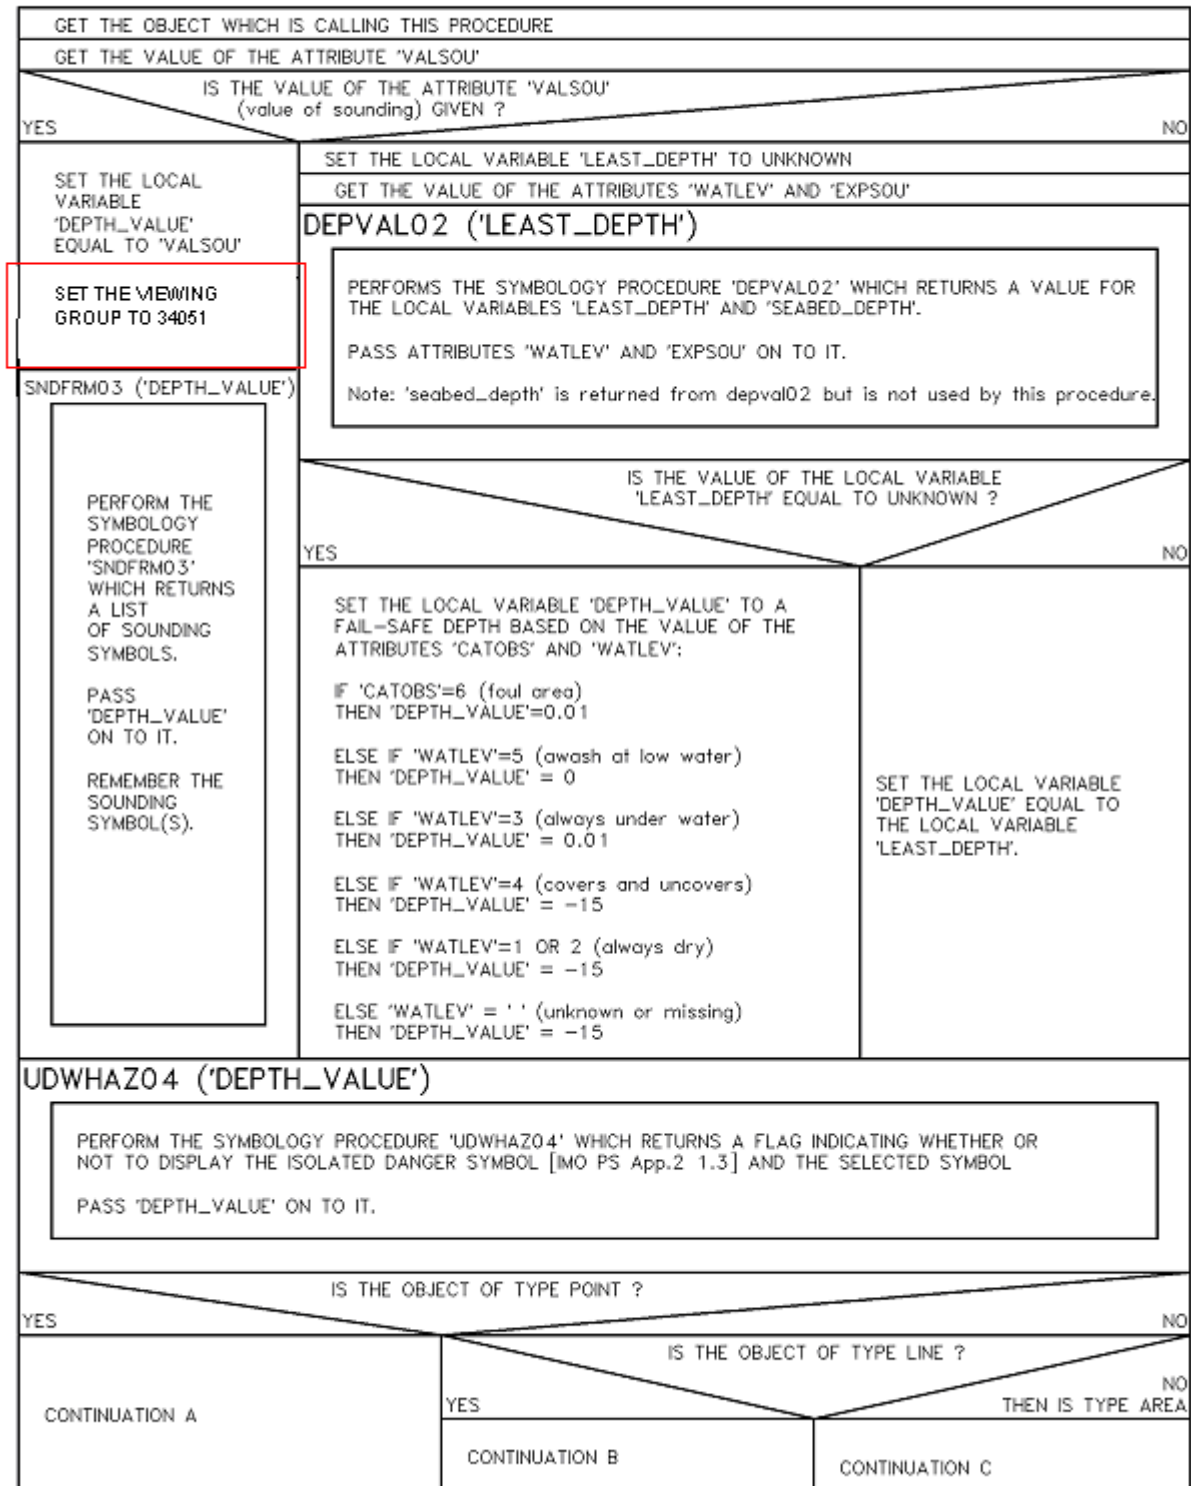 GET THE OBJECT WHICH IS CALLING THIS PROCEDURE
GET THE VALUE OF THE ATTRIBUTE 'VALSOU'
IS THE VALUE OF THE ATTRIBUTE 'VALSOU'
(value of sounding) GIVEN ?
YES
NO
SET THE LOCAL
VARIABLE
'DEPTH_VALUE'
EQUAL TO 'VALSOU'
SET THE VIEWING
GROUP TO 34051
SNDFRM03 ('DEPTH_VALUE')
PERFORM THE
SYMBOLOGY
PROCEDURE
'SNDFRM03'
WHICH RETURNS
A LIST
OF SOUNDING
SYMBOLS.
PASS
'DEPTH_VALUE'
ON TO IT.
REMEMBER THE
SOUNDING
SYMBOL(S).
SET THE LOCAL VARIABLE 'LEAST_DEPTH' TO UNKNOWN
GET THE VALUE OF THE ATTRIBUTES 'WATLEV' AND 'EXPSOU'
DEPVAL02 ('LEAST_DEPTH')
PERFORMS THE SYMBOLOGY PROCEDURE 'DEPVAL02' WHICH RETURNS A VALUE FOR
THE LOCAL VARIABLES 'LEAST_DEPTH' AND 'SEABED_DEPTH'.
PASS ATTRIBUTES 'WATLEV' AND 'EXPSOU' ON TO IT.
Note: 'seabed_depth' is returned from depval02 but is not used by this procedure.
IS THE VALUE OF THE LOCAL VARIABLE
'LEAST_DEPTH' EQUAL TO UNKNOWN ?
YES
NO
SET THE LOCAL VARIABLE 'DEPTH_VALUE' TO A
FAIL-SAFE DEPTH BASED ON THE VALUE OF THE
ATTRIBUTES 'CATOBS' AND 'WATLEV':
IF 'CATOBS'=6 (foul area)
THEN 'DEPTH_VALUE'=0.01
ELSE IF 'WATLEV'=5 (awash at low water)
THEN 'DEPTH_VALUE' = 0
ELSE IF 'WATLEV'=3 (always under water)
THEN 'DEPTH_VALUE' = 0.01
ELSE IF 'WATLEV'=4 (covers and uncovers)
THEN 'DEPTH_VALUE' = -15
ELSE IF 'WATLEV'=1 OR 2 (always dry)
THEN 'DEPTH_VALUE' = -15
ELSE 'WATLEV' = ' ' (unknown or missing)
THEN 'DEPTH_VALUE' = -15
SET THE LOCAL VARIABLE
'DEPTH_VALUE' EQUAL TO
THE LOCAL VARIABLE
'LEAST_DEPTH'.
UDWHAZ04 ('DEPTH_VALUE')
PERFORM THE SYMBOLOGY PROCEDURE 'UDWHAZ04' WHICH RETURNS A FLAG INDICATING WHETHER OR
NOT TO DISPLAY THE ISOLATED DANGER SYMBOL [IMO PS App.2 1.3] AND THE SELECTED SYMBOL
PASS 'DEPTH_VALUE' ON TO IT.
IS THE OBJECT OF TYPE POINT ?
YES
NO
IS THE OBJECT OF TYPE LINE ?
YES
NO
THEN IS TYPE AREA
CONTINUATION A
CONTINUATION B
CONTINUATION C